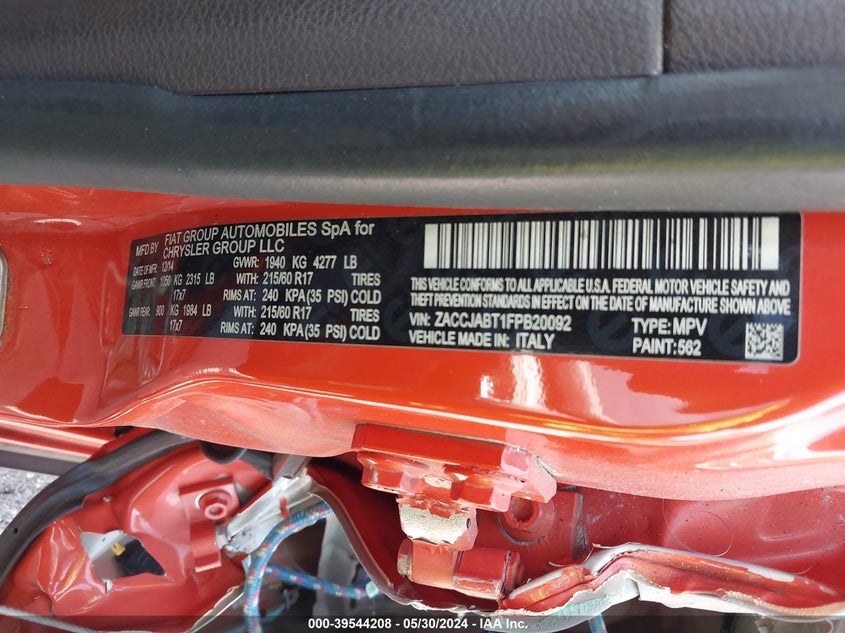 MFD BY FIAT GROUP AUTOMOBILES SpA for
CHRYSLER GROUP LLC
DATE OF MFR: 12/14 GVWR: 1940 KG 4277 LB
GAWR FRONT: 1050 KG 2315 LB WITH: 215/60 R17 TIRES
17x7 RIMS AT: 240 KPA(35 PSI) COLD
GAWR REAR: 900 KG 1984 LB WITH: 215/60 R17 TIRES
17x7 RIMS AT: 240 KPA(35 PSI) COLD
THIS VEHICLE CONFORMS TO ALL APPLICABLE U.S.A. FEDERAL MOTOR VEHICLE SAFETY AND
THEFT PREVENTION STANDARDS IN EFFECT ON THE DATE OF MANUFACTURE SHOWN ABOVE.
VIN: ZACCJABT1FPB20092 TYPE: MPV
VEHICLE MADE IN: ITALY PAINT:562
000-39544208 - 05/30/2024 - IAA Inc.